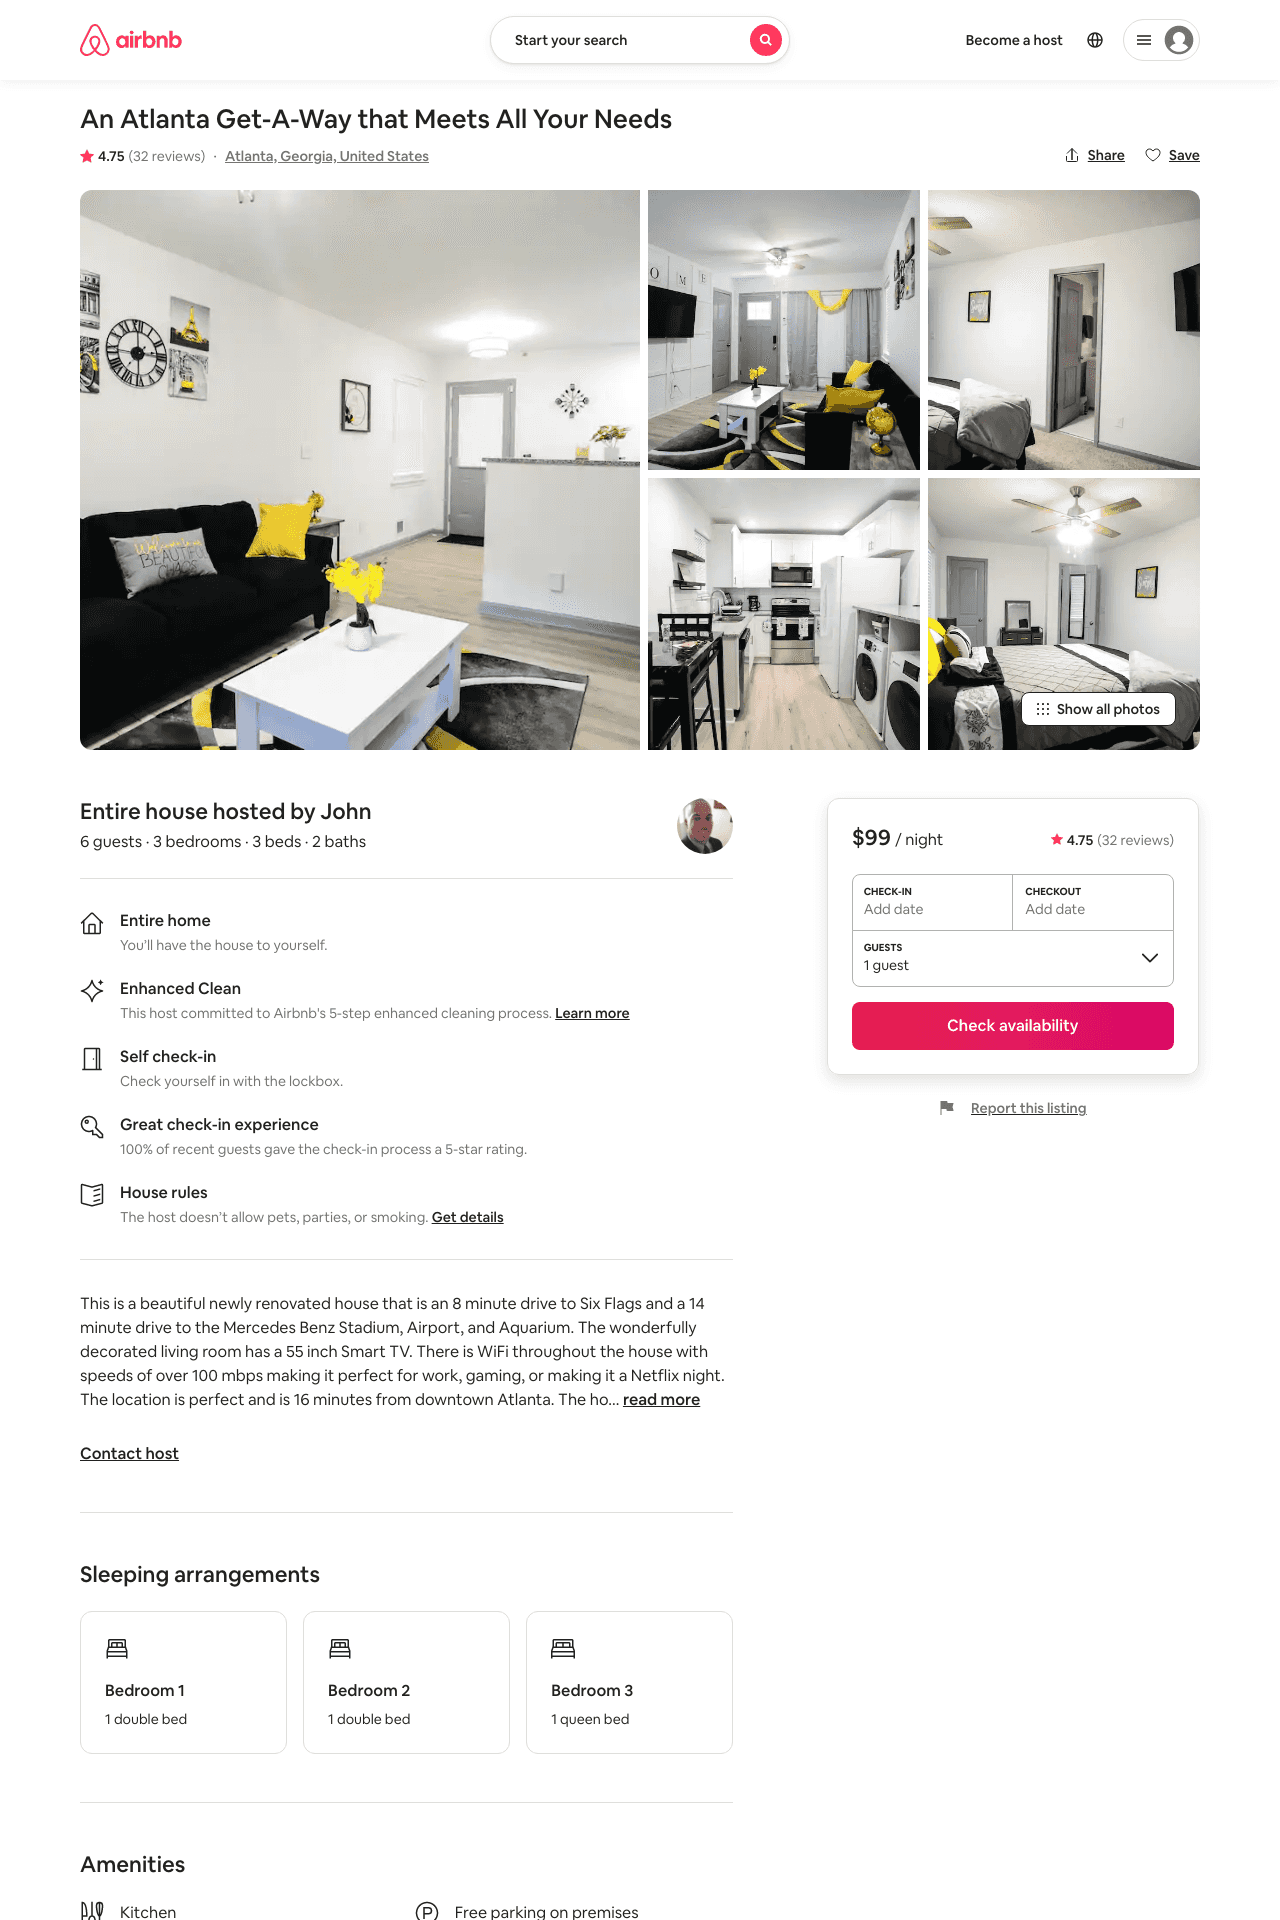 airbnb
Start your search
Become a host
An Atlanta Get-A-Way that Meets All Your Needs
4.75 (32 reviews) · Atlanta, Georgia, United States
Share
Save
O M E
BEAUTIFUL
CHAOS
Show all photos
Entire house hosted by John
6 guests · 3 bedrooms · 3 beds · 2 baths
Entire home
You’ll have the house to yourself.
Enhanced Clean
This host committed to Airbnb's 5-step enhanced cleaning process. Learn more
Self check-in
Check yourself in with the lockbox.
Great check-in experience
100% of recent guests gave the check-in process a 5-star rating.
House rules
The host doesn’t allow pets, parties, or smoking. Get details
$99 / night
4.75 (32 reviews)
CHECK-IN
Add date
CHECKOUT
Add date
GUESTS
1 guest
Check availability
Report this listing
This is a beautiful newly renovated house that is an 8 minute drive to Six Flags and a 14
minute drive to the Mercedes Benz Stadium, Airport, and Aquarium. The wonderfully
decorated living room has a 55 inch Smart TV. There is WiFi throughout the house with
speeds of over 100 mbps making it perfect for work, gaming, or making it a Netflix night.
The location is perfect and is 16 minutes from downtown Atlanta. The ho... read more
Contact host
Sleeping arrangements
Bedroom 1
1 double bed
Bedroom 2
1 double bed
Bedroom 3
1 queen bed
Amenities
Kitchen
P
Free parking on premises